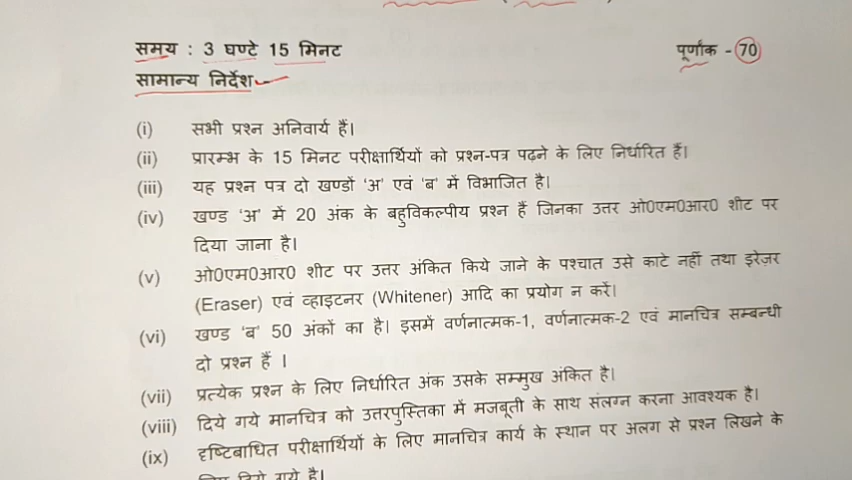 समय : 3 घण्टे 15 मिनट पूर्णांक - 70
सामान्य निर्देश
(i) सभी प्रश्न अनिवार्य हैं।
(ii) प्रारम्भ के 15 मिनट परीक्षार्थियों को प्रश्न-पत्र पढ़ने के लिए निर्धारित हैं।
(iii) यह प्रश्न पत्र दो खण्डों 'अ' एवं 'ब' में विभाजित है।
(iv) खण्ड 'अ' में 20 अंक के बहुविकल्पीय प्रश्न हैं जिनका उत्तर ओ0एम0आर0 शीट पर
दिया जाना है।
(v) ओ0एम0आर0 शीट पर उत्तर अंकित किये जाने के पश्चात उसे काटे नहीं तथा इरेज़र
(Eraser) एवं व्हाइटनर (Whitener) आदि का प्रयोग न करें।
(vi) खण्ड 'ब' 50 अंकों का है। इसमें वर्णनात्मक-1, वर्णनात्मक-2 एवं मानचित्र सम्बन्धी
दो प्रश्न हैं ।
(vii) प्रत्येक प्रश्न के लिए निर्धारित अंक उसके सम्मुख अंकित है।
(viii) दिये गये मानचित्र को उत्तरपुस्तिका में मजबूती के साथ संलग्न करना आवश्यक है।
(ix) दृष्टिबाधित परीक्षार्थियों के लिए मानचित्र कार्य के स्थान पर अलग से प्रश्न लिखने के
लिए दिये गये है।